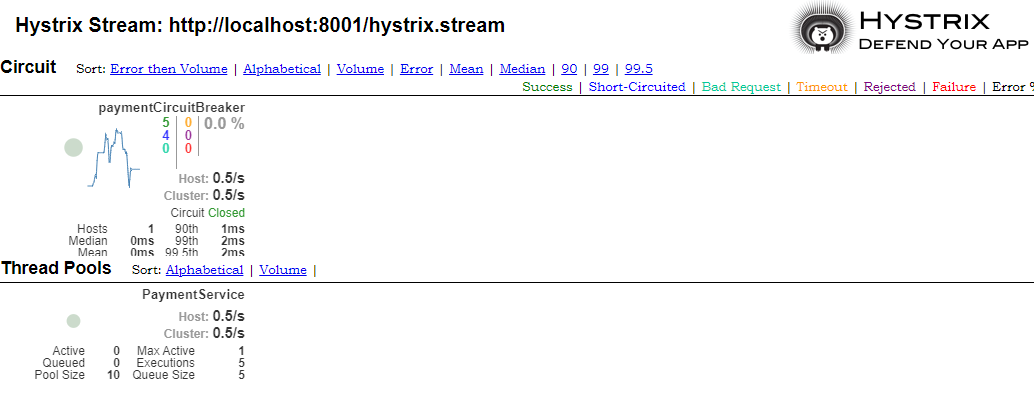 Hystrix Stream: http://localhost:8001/hystrix.stream
HYSTRIX
DEFEND YOUR APP
Circuit Sort: Error then Volume | Alphabetical | Volume | Error | Mean | Median | 90 | 99 | 99.5
Success | Short-Circuited | Bad Request | Timeout | Rejected | Failure | Error %
paymentCircuitBreaker
5 0 0.0 %
4 0
0 0
Host: 0.5/s
Cluster: 0.5/s
Circuit Closed
Hosts 1 90th 1ms
Median 0ms 99th 2ms
Mean 0ms 99.5th 2ms
Thread Pools Sort: Alphabetical | Volume |
PaymentService
Host: 0.5/s
Cluster: 0.5/s
Active 0 Max Active 1
Queued 0 Executions 5
Pool Size 10 Queue Size 5